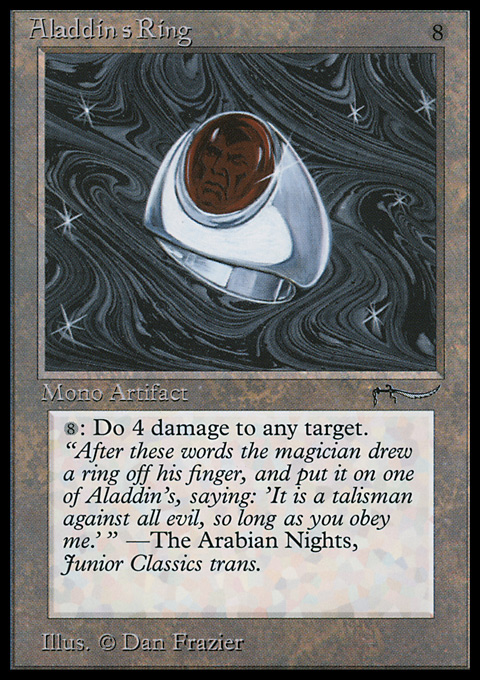 Aladdin's Ring 8
Mono Artifact
8: Do 4 damage to any target.
“After these words the magician drew
a ring off his finger, and put it on one
of Aladdin's, saying: 'It is a talisman
against all evil, so long as you obey
me.' ” —The Arabian Nights,
Junior Classics trans.
Illus. © Dan Frazier